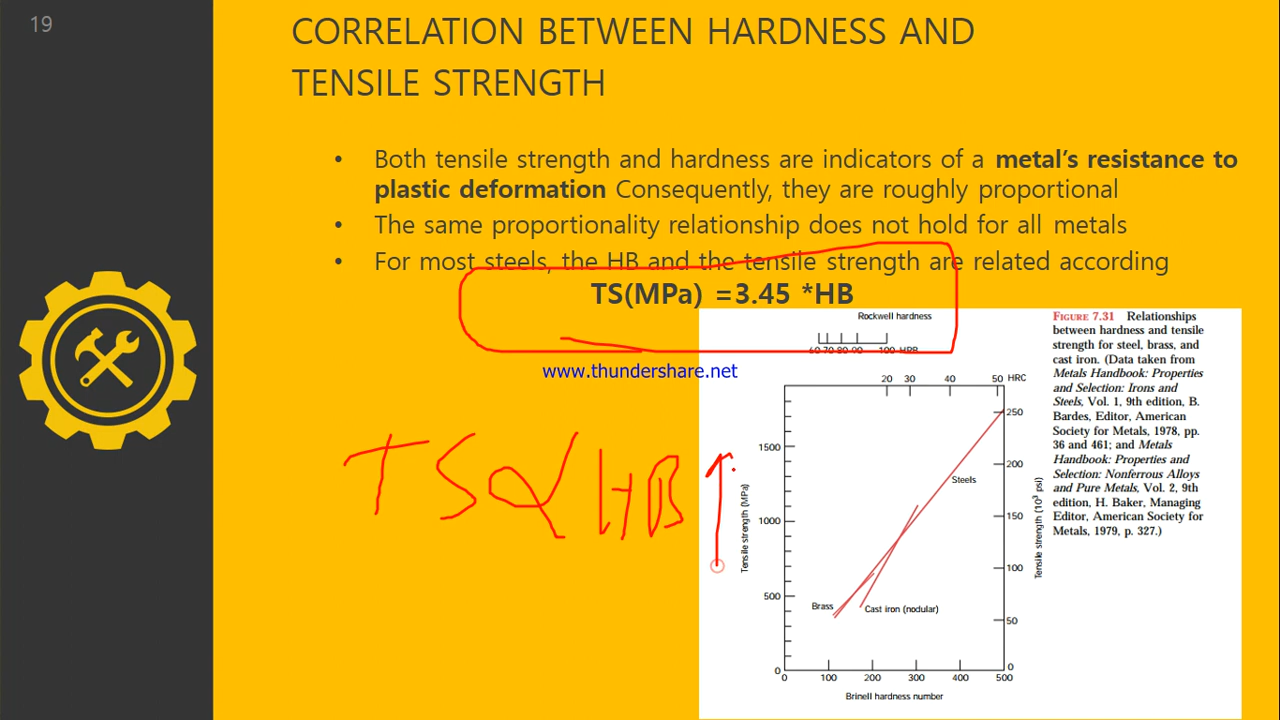 19
CORRELATION BETWEEN HARDNESS AND
TENSILE STRENGTH
• Both tensile strength and hardness are indicators of a metal's resistance to
plastic deformation Consequently, they are roughly proportional
• The same proportionality relationship does not hold for all metals
• For most steels, the HB and the tensile strength are related according
TS(MPa) =3.45 *HB
www.thundershare.net
TS α HB ↑
Rockwell hardness
60 70 80 90 100 HRB
20 30 40 50 HRC
1500
1000
500
0
Tensile strength (MPa)
250
200
150
100
50
0
Tensile strength (10³ psi)
Steels
Brass
Cast iron (nodular)
0 100 200 300 400 500
Brinell hardness number
FIGURE 7.31 Relationships
between hardness and tensile
strength for steel, brass, and
cast iron. (Data taken from
Metals Handbook: Properties
and Selection: Irons and
Steels, Vol. 1, 9th edition, B.
Bardes, Editor, American
Society for Metals, 1978, pp.
36 and 461; and Metals
Handbook: Properties and
Selection: Nonferrous Alloys
and Pure Metals, Vol. 2, 9th
edition, H. Baker, Managing
Editor, American Society for
Metals, 1979, p. 327.)